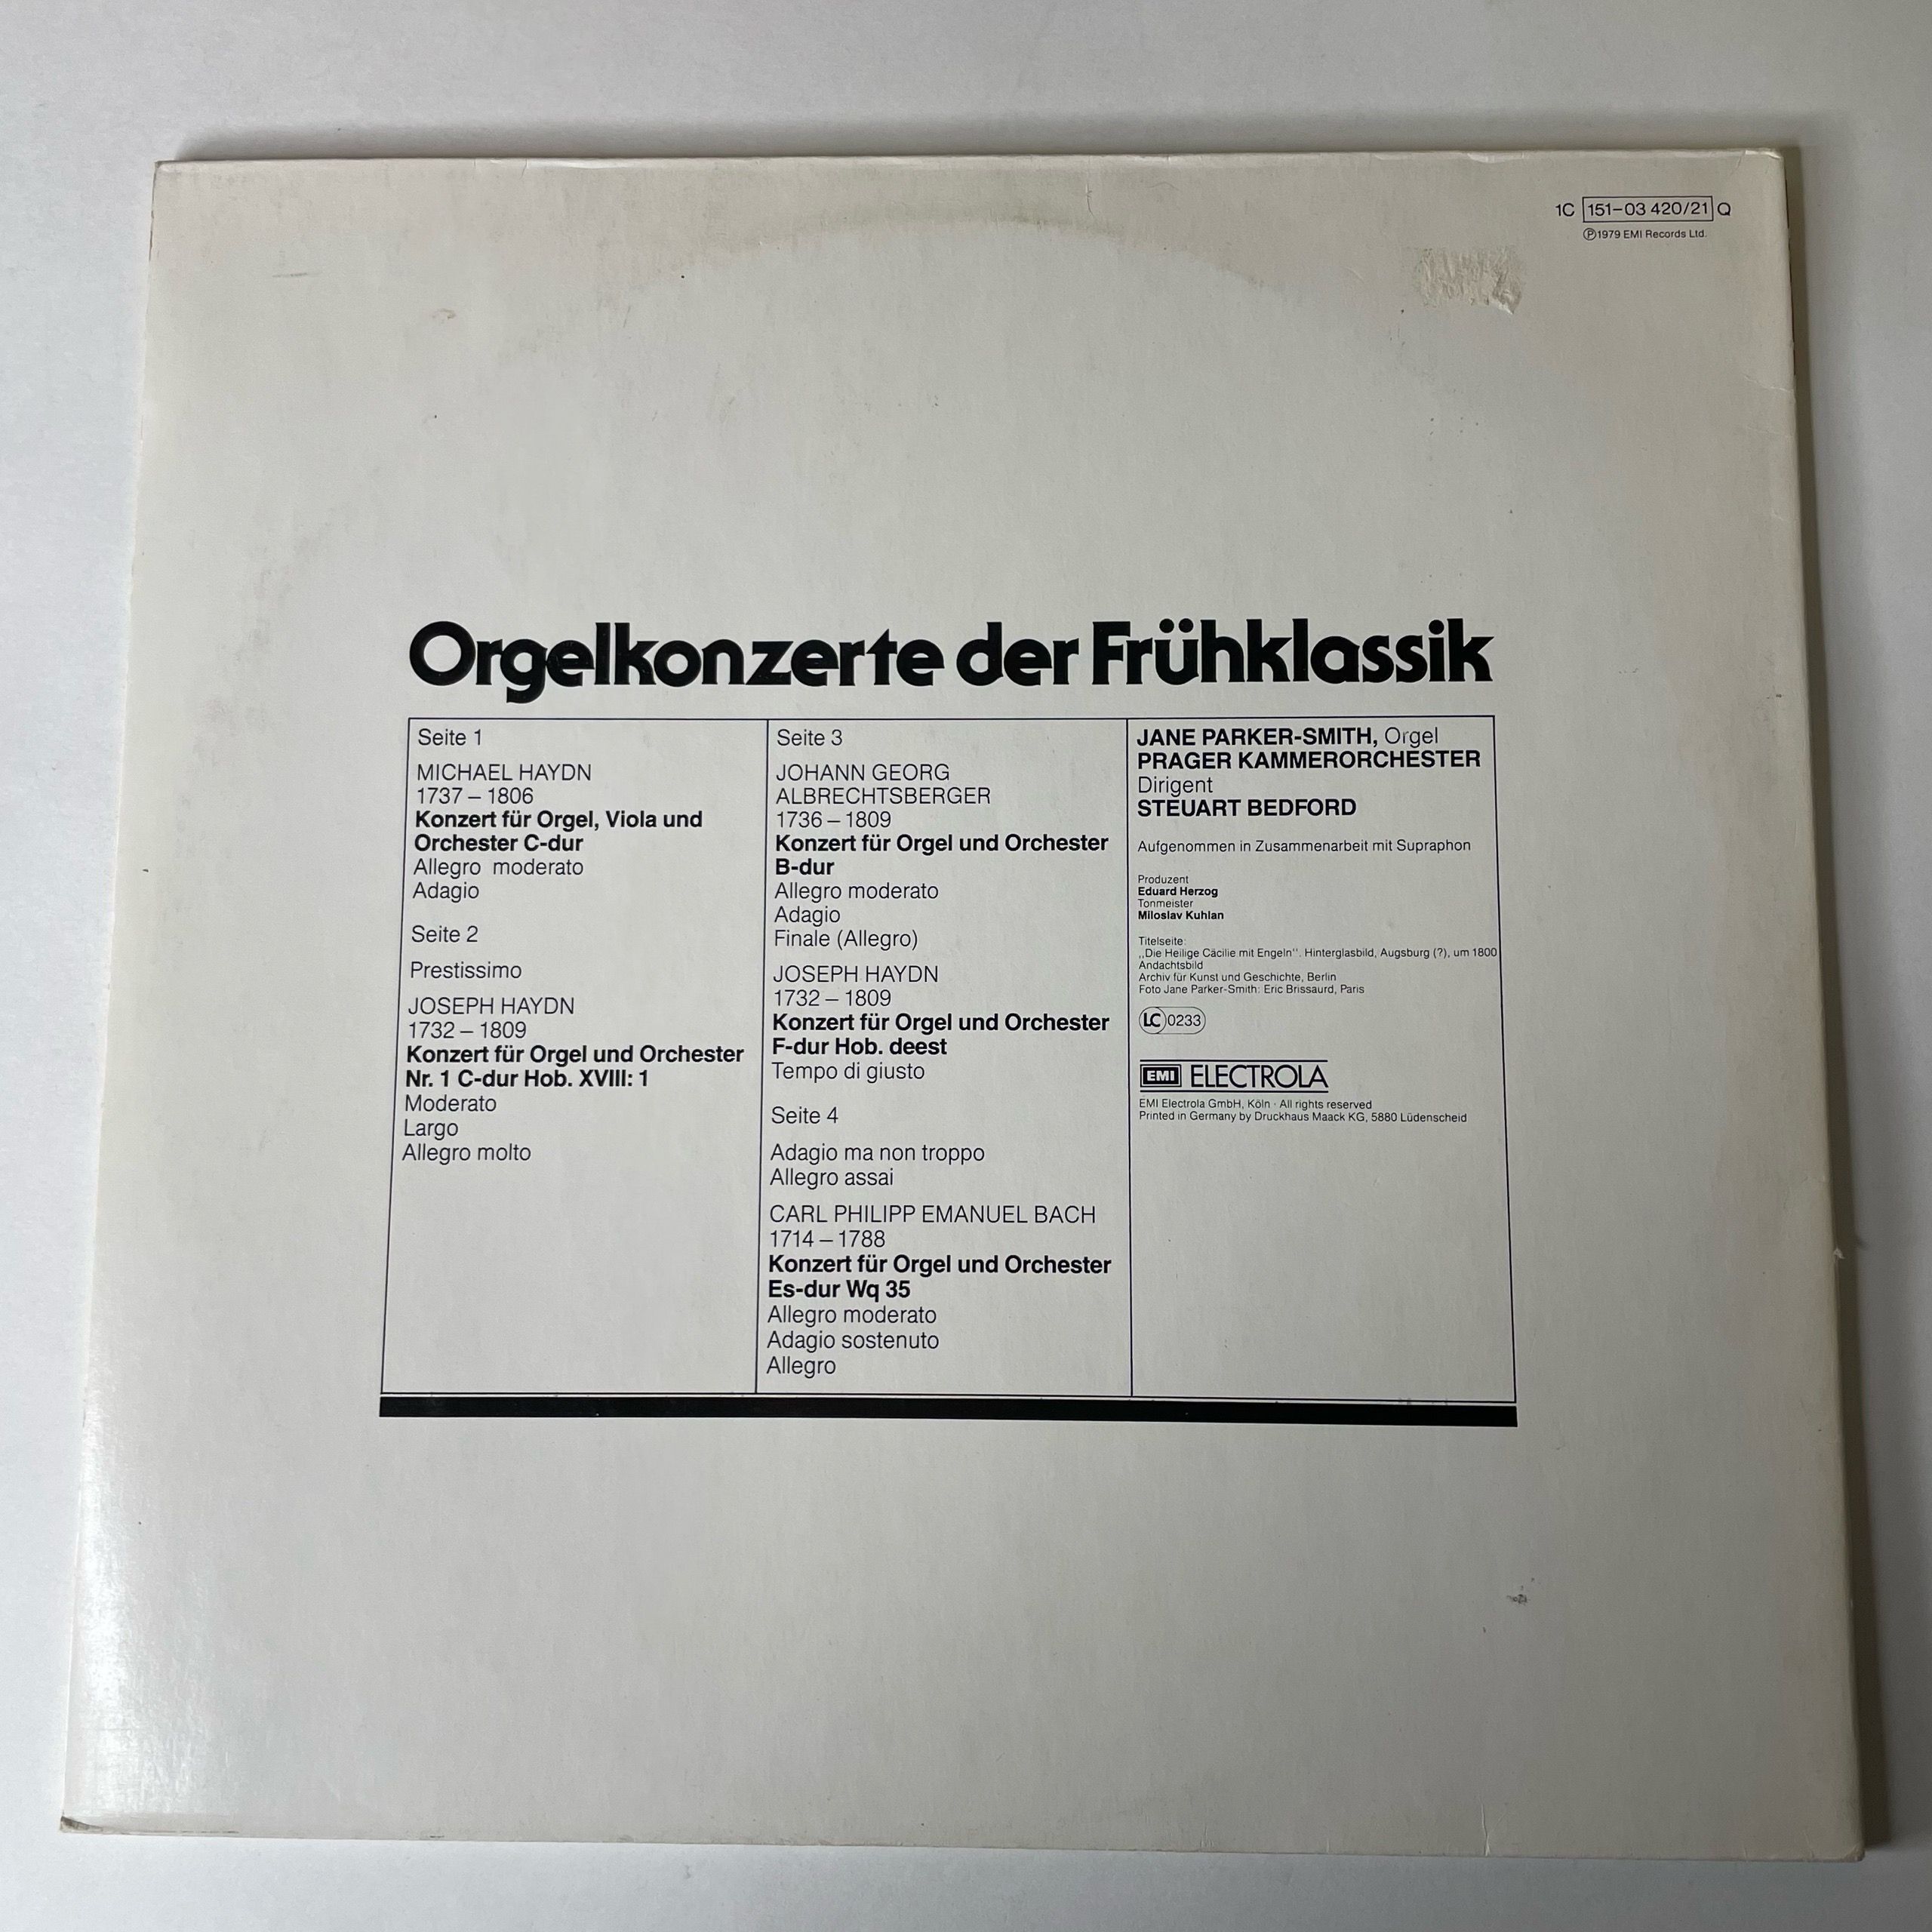 1C 151-03 420/21 Q
Ⓟ1979 EMI Records Ltd.
Orgelkonzerte der Frühklassik
Seite 1
MICHAEL HAYDN
1737 – 1806
Konzert für Orgel, Viola und
Orchester C-dur
Allegro moderato
Adagio
Seite 2
Prestissimo
JOSEPH HAYDN
1732 – 1809
Konzert für Orgel und Orchester
Nr. 1 C-dur Hob. XVIII: 1
Moderato
Largo
Allegro molto
Seite 3
JOHANN GEORG
ALBRECHTSBERGER
1736 – 1809
Konzert für Orgel und Orchester
B-dur
Allegro moderato
Adagio
Finale (Allegro)
JOSEPH HAYDN
1732 – 1809
Konzert für Orgel und Orchester
F-dur Hob. deest
Tempo di giusto
Seite 4
Adagio ma non troppo
Allegro assai
CARL PHILIPP EMANUEL BACH
1714 – 1788
Konzert für Orgel und Orchester
Es-dur Wq 35
Allegro moderato
Adagio sostenuto
Allegro
JANE PARKER-SMITH, Orgel
PRAGER KAMMERORCHESTER
Dirigent
STEUART BEDFORD
Aufgenommen in Zusammenarbeit mit Supraphon
Produzent
Eduard Herzog
Tonmeister
Miloslav Kuhlan
Titelseite:
„Die Heilige Cäcilie mit Engeln". Hinterglasbild, Augsburg (?), um 1800
Andachtsbild
Archiv für Kunst und Geschichte, Berlin
Foto Jane Parker-Smith: Eric Brissaurd, Paris
LC 0233
EMI ELECTROLA
EMI Electrola GmbH, Köln · All rights reserved
Printed in Germany by Druckhaus Maack KG, 5880 Lüdenscheid